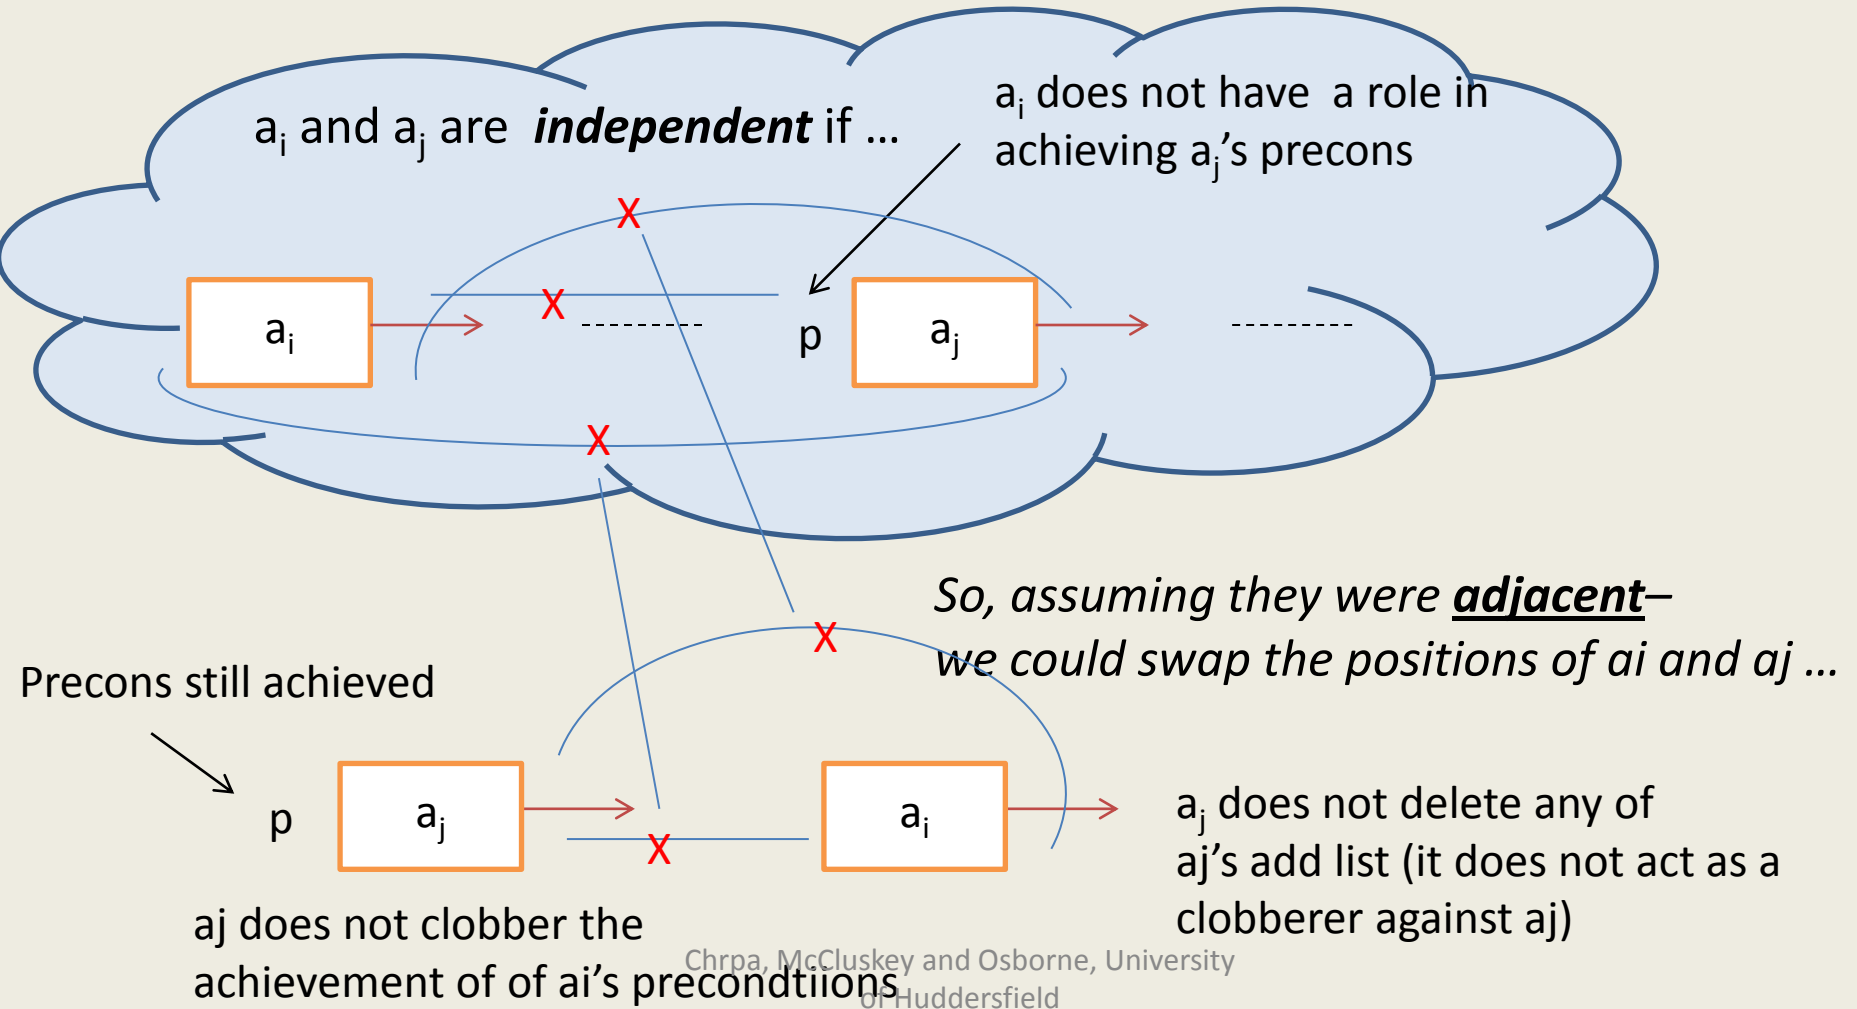 aᵢ and aⱼ are independent if …
aᵢ does not have a role in
achieving aⱼ’s precons
X
X
aᵢ
p
aⱼ
X
So, assuming they were adjacent–
we could swap the positions of ai and aj …
X
Precons still achieved
p
aⱼ
aᵢ
X
aⱼ does not delete any of
aj’s add list (it does not act as a
clobberer against aj)
aj does not clobber the
achievement of of ai’s precondtiions
Chrpa, McCluskey and Osborne, University
of Huddersfield